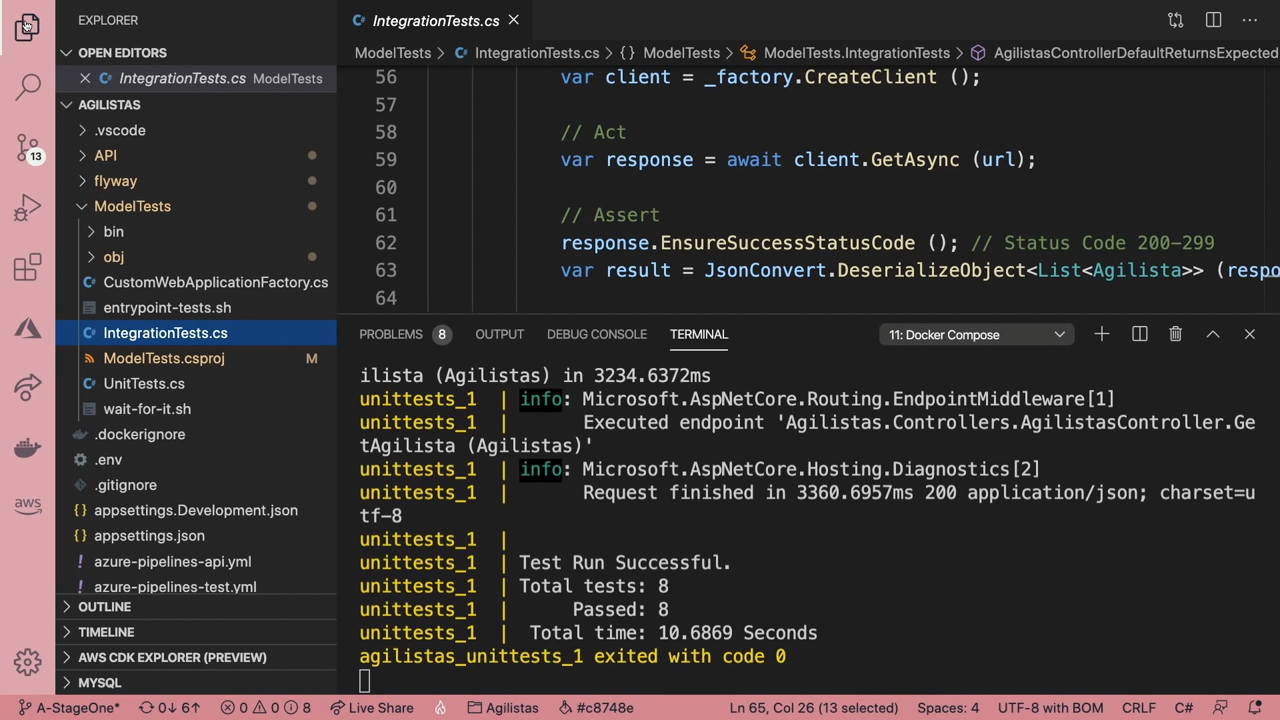 EXPLORER
OPEN EDITORS
IntegrationTests.cs ModelTests
AGILISTAS
.vscode
API
flyway
ModelTests
bin
obj
CustomWebApplicationFactory.cs
entrypoint-tests.sh
IntegrationTests.cs
ModelTests.csproj M
UnitTests.cs
wait-for-it.sh
.dockerignore
.env
.gitignore
appsettings.Development.json
appsettings.json
azure-pipelines-api.yml
azure-pipelines-test.yml
OUTLINE
TIMELINE
AWS CDK EXPLORER (PREVIEW)
MYSQL
13
aws
IntegrationTests.cs
ModelTests > IntegrationTests.cs > {} ModelTests > ModelTests.IntegrationTests > AgilistasControllerDefaultReturnsExpected
56 var client = _factory.CreateClient ();
57
58 // Act
59 var response = await client.GetAsync (url);
60
61 // Assert
62 response.EnsureSuccessStatusCode (); // Status Code 200-299
63 var result = JsonConvert.DeserializeObject<List<Agilista>> (respo
64
PROBLEMS 8 OUTPUT DEBUG CONSOLE TERMINAL 11: Docker Compose
ilista (Agilistas) in 3234.6372ms
unittests_1 | info: Microsoft.AspNetCore.Routing.EndpointMiddleware[1]
unittests_1 | Executed endpoint 'Agilistas.Controllers.AgilistasController.Ge
tAgilista (Agilistas)'
unittests_1 | info: Microsoft.AspNetCore.Hosting.Diagnostics[2]
unittests_1 | Request finished in 3360.6957ms 200 application/json; charset=u
tf-8
unittests_1 |
unittests_1 | Test Run Successful.
unittests_1 | Total tests: 8
unittests_1 | Passed: 8
unittests_1 | Total time: 10.6869 Seconds
agilistas_unittests_1 exited with code 0
A-StageOne* 0↓ 6↑ 0 0 8 Live Share Agilistas #c8748e Ln 65, Col 26 (13 selected) Spaces: 4 UTF-8 with BOM CRLF C#